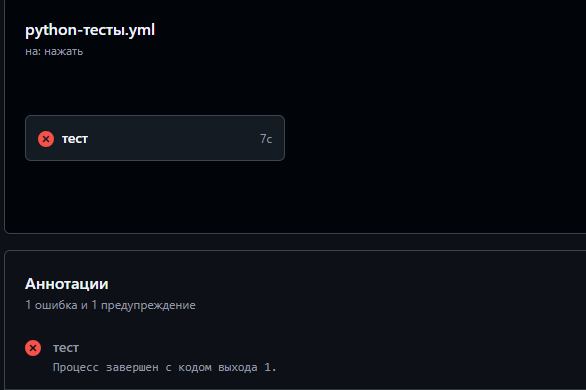 python-тесты.yml
на: нажать
тест
7с
Аннотации
1 ошибка и 1 предупреждение
тест
Процесс завершен с кодом выхода 1.